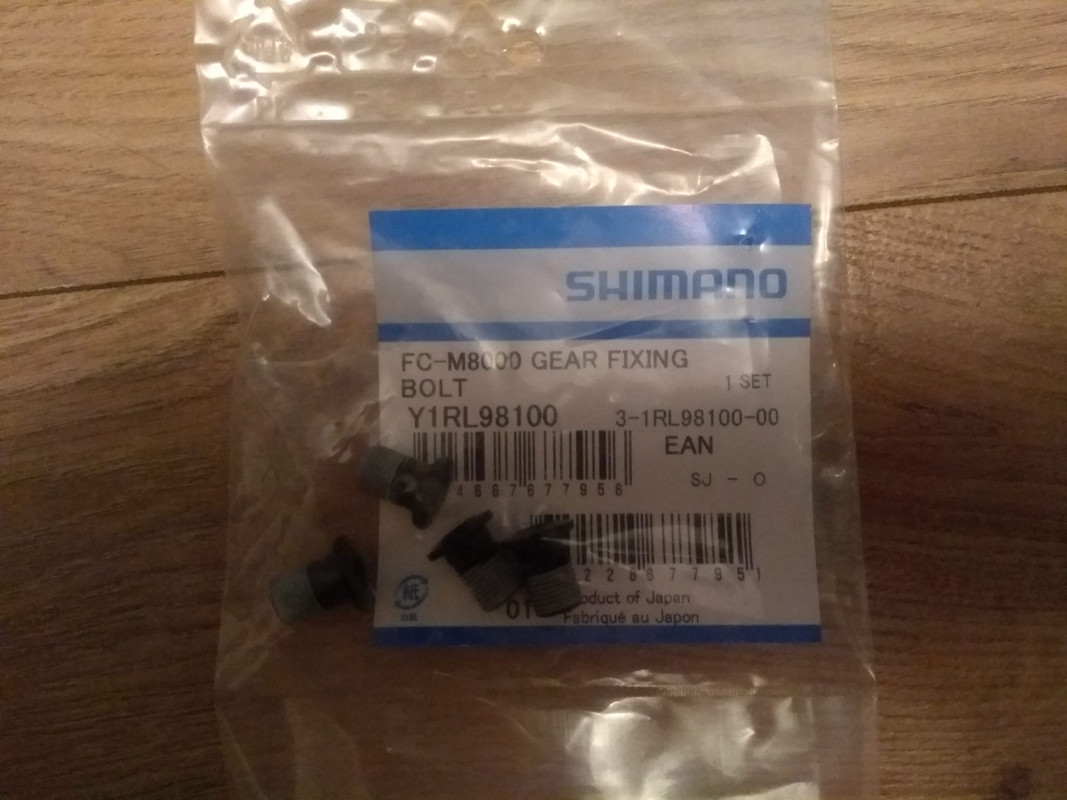 SHIMANO
FC-M8000 GEAR FIXING
BOLT
1 SET
Y1RL98100
3-1RL98100-00
EAN
4667677956
SJ - O
228677951
Product of Japan
Fabriqué au Japon